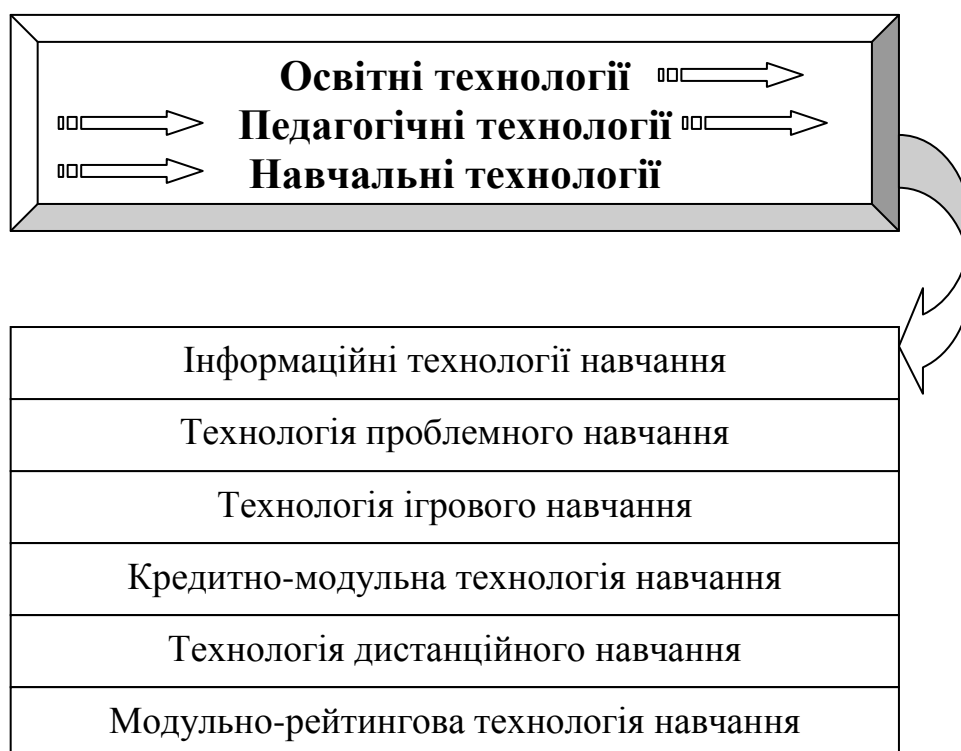 Освітні технології
Педагогічні технології
Навчальні технології
Інформаційні технології навчання
Технологія проблемного навчання
Технологія ігрового навчання
Кредитно-модульна технологія навчання
Технологія дистанційного навчання
Модульно-рейтингова технологія навчання